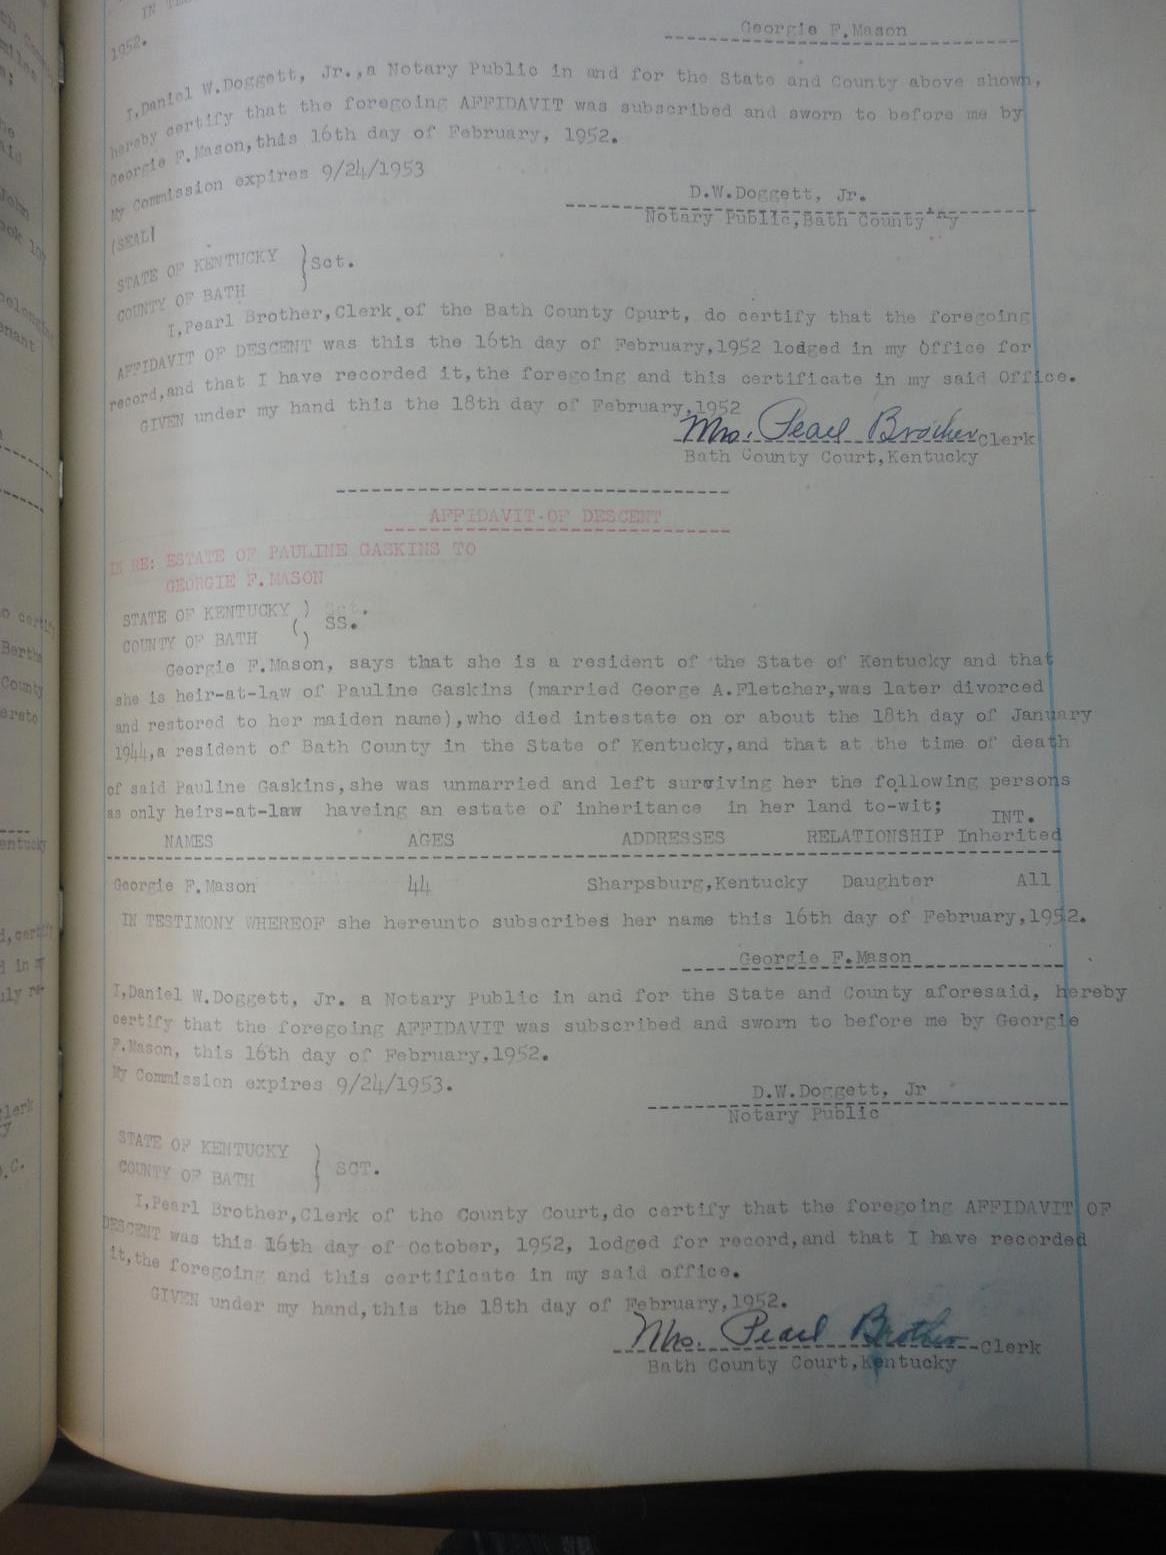 IN
Georgie F.Mason
1952.
I,Daniel W.Doggett, Jr.,a Notary Public in and for the State and County above shown,
hereby certify that the foregoing AFFIDAVIT was subscribed and sworn to before me by
Georgie F.Mason,this 16th day of February, 1952.
My Commission expires 9/24/1953
D.W.Doggett, Jr.
Notary Public,Bath County Ky
(SEAL)
STATE OF KENTUCKY
}Sct.
COUNTY OF BATH
I,Pearl Brother,Clerk of the Bath County Cpurt, do certify that the foregoing
AFFIDAVIT OF DESCENT was this the 16th day of February,1952 lodged in my Office for
record,and that I have recorded it,the foregoing and this certificate in my said Office.
GIVEN under my hand this the 18th day of February,1952
Mrs. Pearl Brother Clerk
Bath County Court,Kentucky
AFFIDAVIT OF DESCENT
IN RE: ESTATE OF PAULINE GASKINS TO
GEORGIE F.MASON
STATE OF KENTUCKY ) Sct.
( SS.
COUNTY OF BATH )
Georgie F.Mason, says that she is a resident of the State of Kentucky and that
she is heir-at-law of Pauline Gaskins (married George A.Fletcher,was later divorced
and restored to her maiden name),who died intestate on or about the 18th day of January
1944,a resident of Bath County in the State of Kentucky,and that at the time of death
of said Pauline Gaskins,she was unmarried and left surviving her the following persons
as only heirs-at-law haveing an estate of inheritance in her land to-wit;
INT.
NAMES AGES ADDRESSES RELATIONSHIP Inherited
Georgie F.Mason 44 Sharpsburg,Kentucky Daughter All
IN TESTIMONY WHEREOF she hereunto subscribes her name this 16th day of February,1952.
Georgie F.Mason
I,Daniel W.Doggett, Jr. a Notary Public in and for the State and County aforesaid, hereby
certify that the foregoing AFFIDAVIT was subscribed and sworn to before me by Georgie
F.Mason, this 16th day of February,1952.
My Commission expires 9/24/1953.
D.W.Doggett, Jr
Notary Public
STATE OF KENTUCKY
} SCT.
COUNTY OF BATH
I,Pearl Brother,Clerk of the County Court,do certify that the foregoing AFFIDAVIT OF
DESCENT was this 16th day of October, 1952, lodged for record,and that I have recorded
it,the foregoing and this certificate in my said office.
GIVEN under my hand,this the 18th day of February,1952.
Mrs. Pearl Brother Clerk
Bath County Court,Kentucky